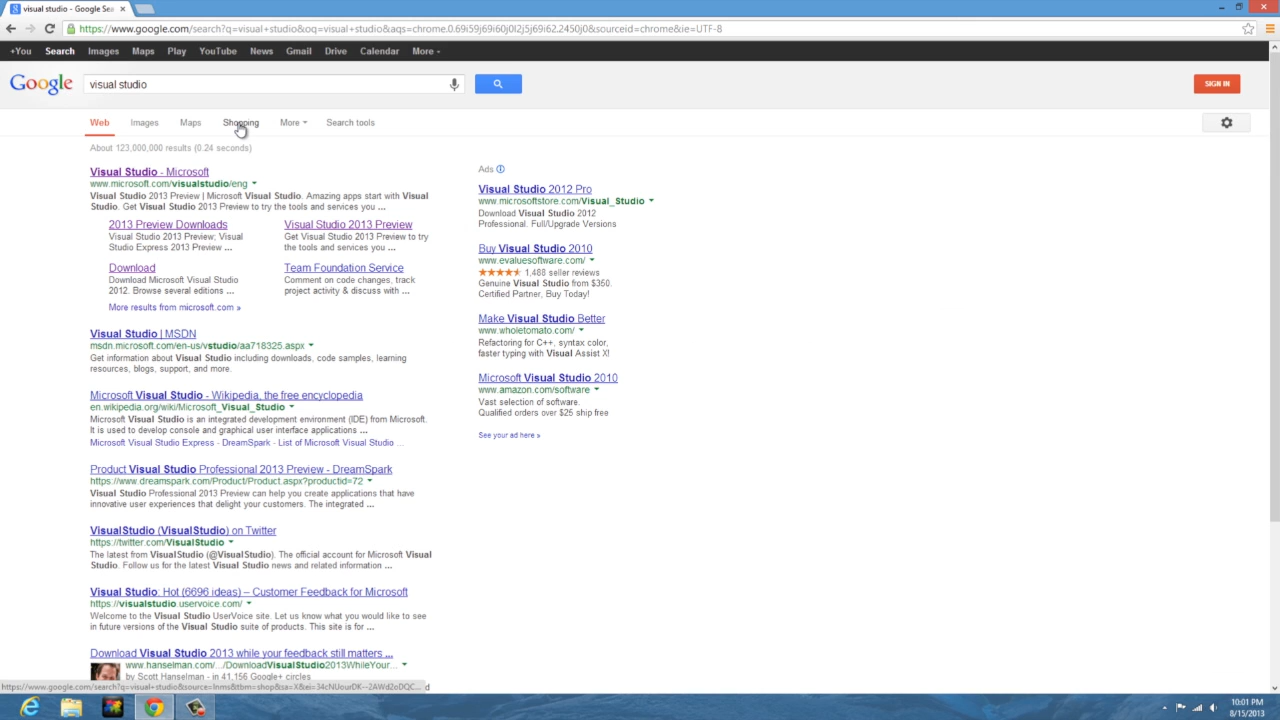 visual studio - Google Sea
https://www.google.com/search?q=visual+studio&oq=visual+studio&aqs=chrome.0.69i59j69i60j0l2j5j69i62.2450j0&sourceid=chrome&ie=UTF-8
+You Search Images Maps Play YouTube News Gmail Drive Calendar More
Google visual studio SIGN IN
Web Images Maps Shopping More Search tools
About 123,000,000 results (0.24 seconds)
Visual Studio - Microsoft
www.microsoft.com/visualstudio/eng
Visual Studio 2013 Preview | Microsoft Visual Studio. Amazing apps start with Visual
Studio. Get Visual Studio 2013 Preview to try the tools and services you ...
2013 Preview Downloads
Visual Studio 2013 Preview; Visual
Studio Express 2013 Preview ...
Visual Studio 2013 Preview
Get Visual Studio 2013 Preview to try
the tools and services you ...
Download
Download Microsoft Visual Studio
2012. Browse several editions ...
Team Foundation Service
Comment on code changes, track
project activity & discuss with ...
More results from microsoft.com »
Visual Studio | MSDN
msdn.microsoft.com/en-us/vstudio/aa718325.aspx
Get information about Visual Studio including downloads, code samples, learning
resources, blogs, support, and more.
Microsoft Visual Studio - Wikipedia, the free encyclopedia
en.wikipedia.org/wiki/Microsoft_Visual_Studio
Microsoft Visual Studio is an integrated development environment (IDE) from Microsoft.
It is used to develop console and graphical user interface applications ...
Microsoft Visual Studio Express - DreamSpark - List of Microsoft Visual Studio ...
Product Visual Studio Professional 2013 Preview - DreamSpark
https://www.dreamspark.com/Product/Product.aspx?productid=72
Visual Studio Professional 2013 Preview can help you create applications that have
innovative user experiences that delight your customers. The integrated ...
VisualStudio (VisualStudio) on Twitter
https://twitter.com/VisualStudio
The latest from VisualStudio (@VisualStudio). The official account for Microsoft Visual
Studio. Follow us for the latest Visual Studio news and related information ...
Visual Studio: Hot (6696 ideas) – Customer Feedback for Microsoft
https://visualstudio.uservoice.com/
Welcome to the Visual Studio UserVoice site. Let us know what you would like to see
in future versions of the Visual Studio suite of products. This site is for ...
Download Visual Studio 2013 while your feedback still matters ...
www.hanselman.com/.../DownloadVisualStudio2013WhileYour...
by Scott Hanselman - in 41,156 Google+ circles
Ads
Visual Studio 2012 Pro
www.microsoftstore.com/Visual_Studio
Download Visual Studio 2012
Professional. Full/Upgrade Versions
Buy Visual Studio 2010
www.evaluesoftware.com/
1,488 seller reviews
Genuine Visual Studio from $350.
Certified Partner, Buy Today!
Make Visual Studio Better
www.wholetomato.com/
Refactoring for C++, syntax color,
faster typing with Visual Assist X!
Microsoft Visual Studio 2010
www.amazon.com/software
Vast selection of software.
Qualified orders over $25 ship free
See your ad here »
https://www.google.com/search?q=visual+studio&source=lnms&tbm=shop&sa=X&ei=34cNUourDK--2AWd2oDQC...
10:01 PM
8/15/2013